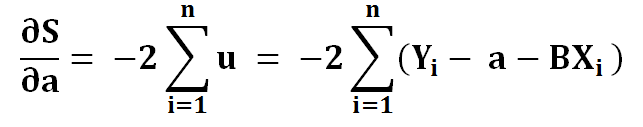 ∂S/∂a = −2 ∑_{i=1}^{n} u = −2 ∑_{i=1}^{n} (Y_i − a − BX_i )